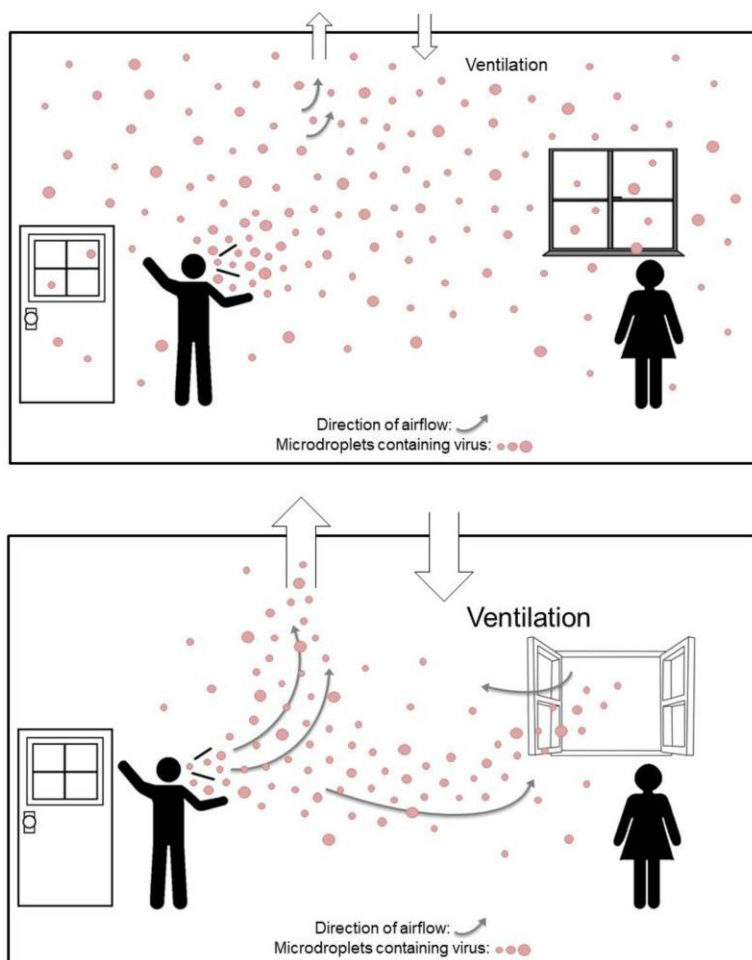 Ventilation
Direction of airflow:
Microdroplets containing virus:
Ventilation
Direction of airflow:
Microdroplets containing virus: